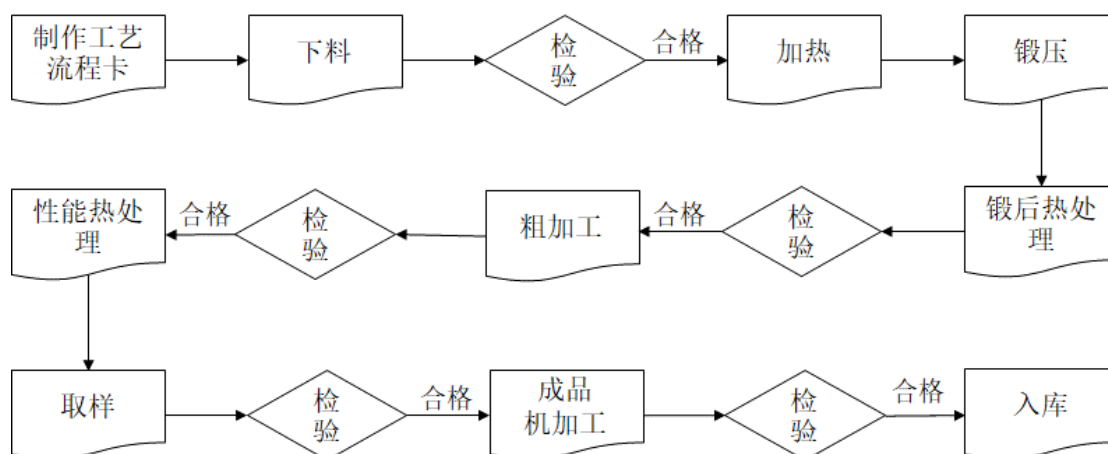 制作工艺
流程卡
下料
检
验
合格
加热
锻压
锻后热处
理
检
验
合格
粗加工
检
验
合格
性能热处
理
取样
检
验
合格
成品
机加工
检
验
合格
入库